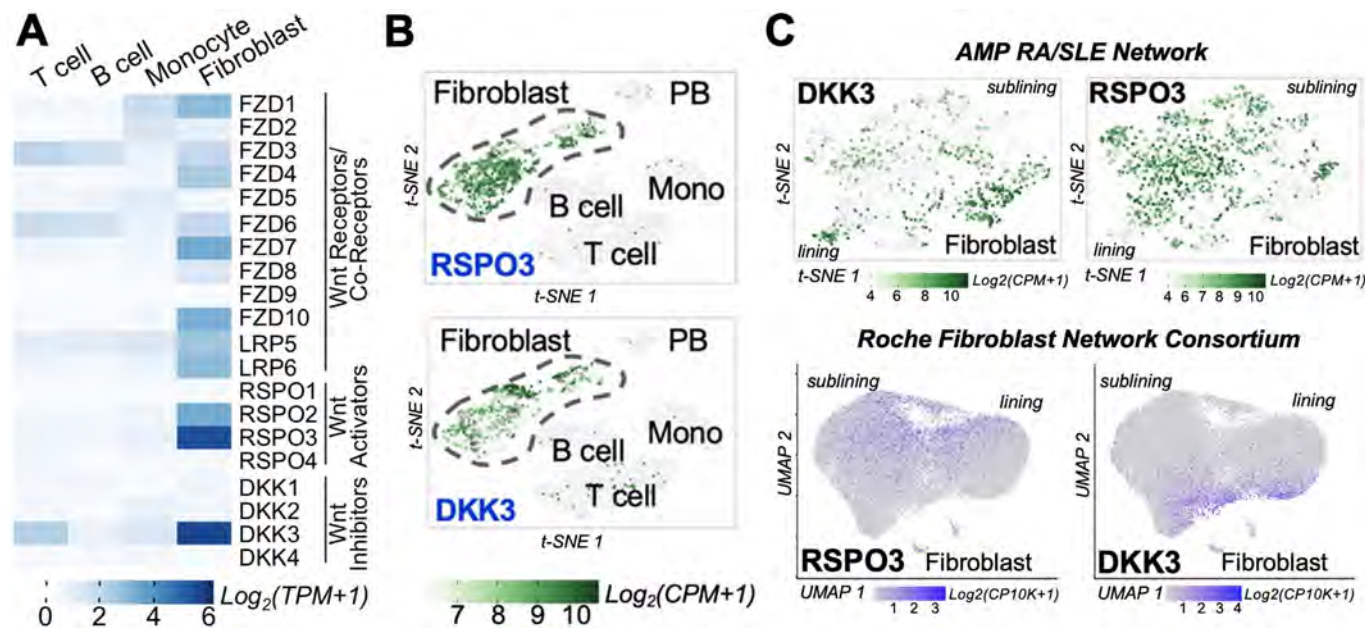 A
T cell
B cell
Monocyte
Fibroblast
FZD1
FZD2
FZD3
FZD4
FZD5
FZD6
FZD7
FZD8
FZD9
FZD10
LRP5
LRP6
RSPO1
RSPO2
RSPO3
RSPO4
DKK1
DKK2
DKK3
DKK4
Wnt Receptors/
Co-Receptors
Wnt
Activators
Wnt
Inhibitors
0 2 4 6
Log2(TPM+1)
B
Fibroblast
PB
Mono
B cell
T cell
RSPO3
t-SNE 2
t-SNE 1
Fibroblast
PB
Mono
B cell
T cell
DKK3
t-SNE 2
t-SNE 1
7 8 9 10
Log2(CPM+1)
C
AMP RA/SLE Network
DKK3
sublining
lining
Fibroblast
t-SNE 2
t-SNE 1
4 6 8 10
Log2(CPM+1)
RSPO3
sublining
lining
Fibroblast
t-SNE 2
t-SNE 1
4 6 7 8 9 10
Log2(CPM+1)
Roche Fibroblast Network Consortium
sublining
lining
RSPO3
Fibroblast
UMAP 2
UMAP 1
1 2 3
Log2(CP10K+1)
sublining
lining
DKK3
Fibroblast
UMAP 2
UMAP 1
1 2 3 4
Log2(CP10K+1)